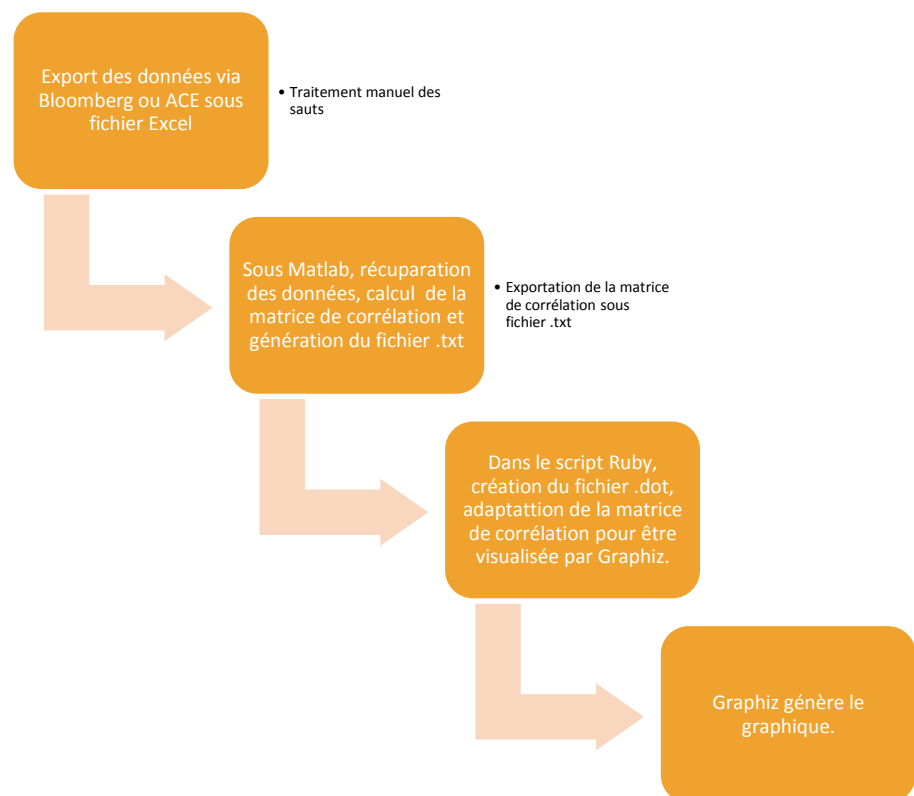 Export des données via
Bloomberg ou ACE sous
fichier Excel
• Traitement manuel des
sauts
Sous Matlab, récuparation
des données, calcul de la
matrice de corrélation et
génération du fichier .txt
• Exportation de la matrice
de corrélation sous
fichier .txt
Dans le script Ruby,
création du fichier .dot,
adaptattion de la matrice
de corrélation pour être
visualisée par Graphiz.
Graphiz génère le
graphique.